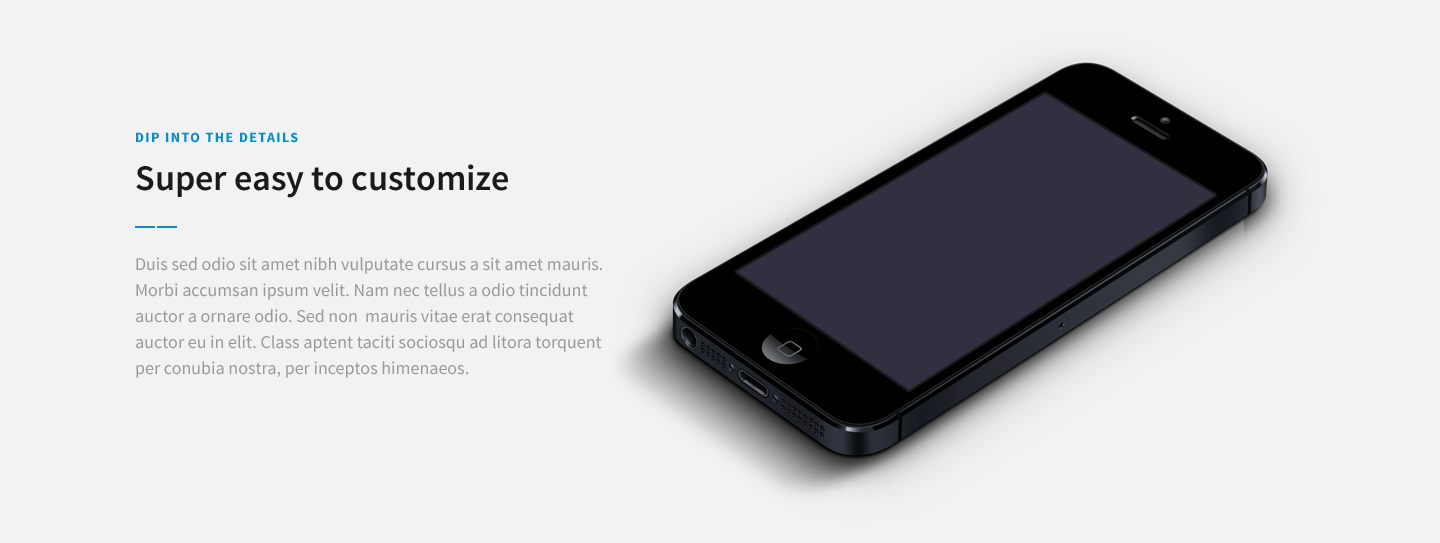 DIP INTO THE DETAILS
Super easy to customize
Duis sed odio sit amet nibh vulputate cursus a sit amet mauris.
Morbi accumsan ipsum velit. Nam nec tellus a odio tincidunt
auctor a ornare odio. Sed non  mauris vitae erat consequat
auctor eu in elit. Class aptent taciti sociosqu ad litora torquent
per conubia nostra, per inceptos himenaeos.